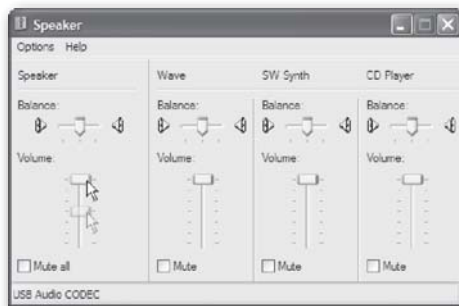 Speaker
Options Help
Speaker Wave SW Synth CD Player
Balance: Balance: Balance: Balance:
Volume: Volume: Volume: Volume:
Mute all Mute Mute Mute
USB Audio CODEC